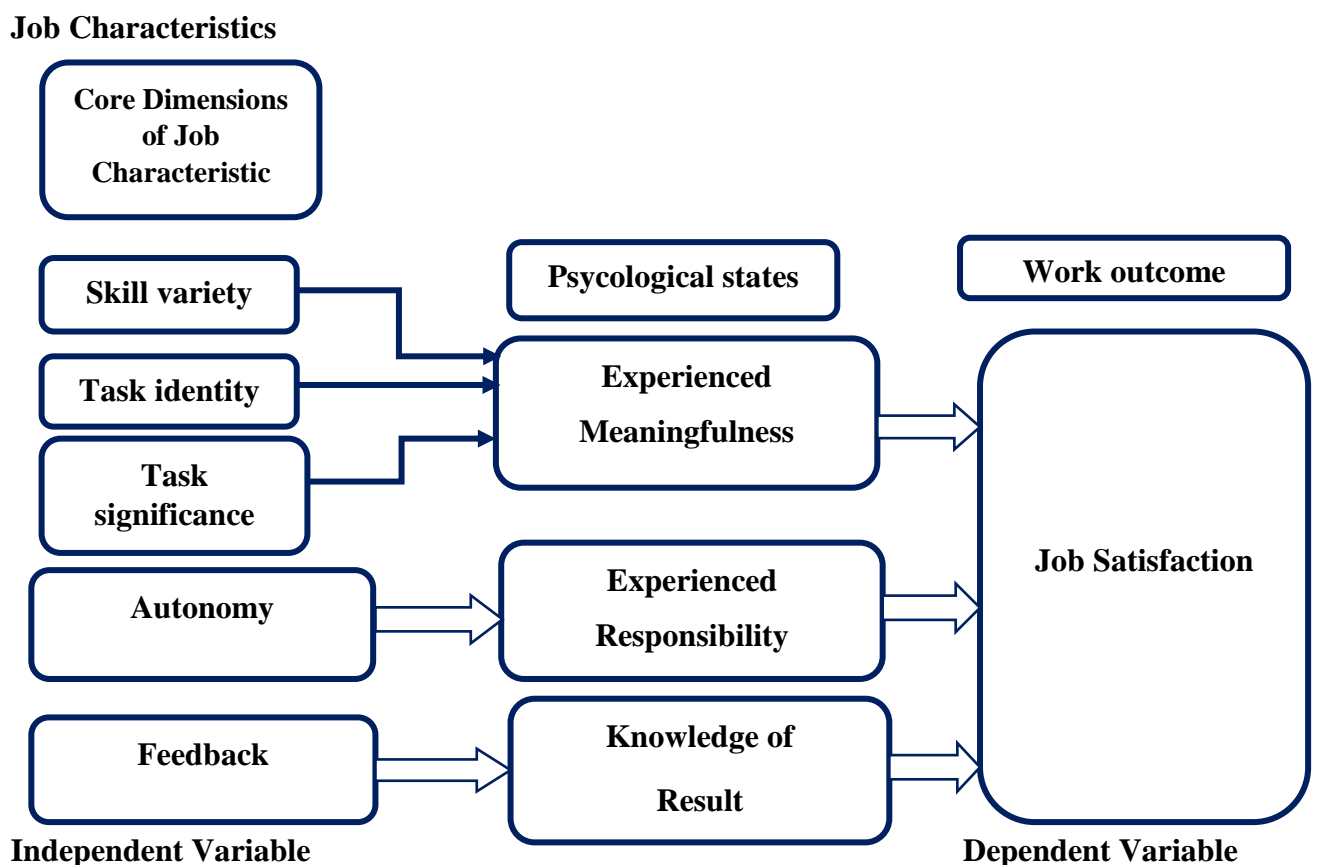 Job Characteristics
Core Dimensions
of Job
Characteristic
Skill variety
Task identity
Task
significance
Autonomy
Feedback
Psycological states
Experienced
Meaningfulness
Experienced
Responsibility
Knowledge of
Result
Work outcome
Job Satisfaction
Independent Variable
Dependent Variable